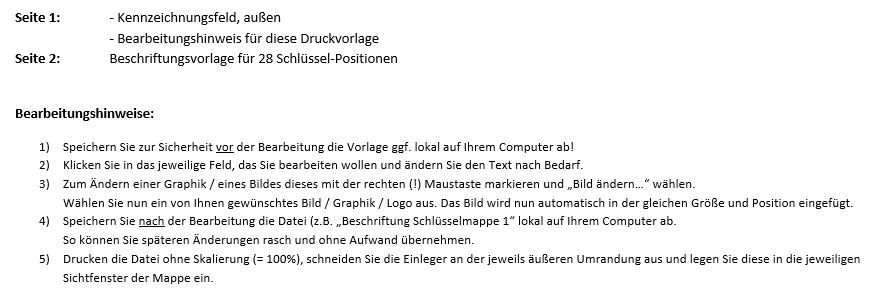 Seite 1: - Kennzeichnungsfeld, außen
- Bearbeitungshinweis für diese Druckvorlage
Seite 2: Beschriftungsvorlage für 28 Schlüssel-Positionen
Bearbeitungshinweise:
1) Speichern Sie zur Sicherheit vor der Bearbeitung die Vorlage ggf. lokal auf Ihrem Computer ab!
2) Klicken Sie in das jeweilige Feld, das Sie bearbeiten wollen und ändern Sie den Text nach Bedarf.
3) Zum Ändern einer Graphik / eines Bildes dieses mit der rechten (!) Maustaste markieren und „Bild ändern…“ wählen.
Wählen Sie nun ein von Ihnen gewünschtes Bild / Graphik / Logo aus. Das Bild wird nun automatisch in der gleichen Größe und Position eingefügt.
4) Speichern Sie nach der Bearbeitung die Datei (z.B. „Beschriftung Schlüsselmappe 1“ lokal auf Ihrem Computer ab.
So können Sie späteren Änderungen rasch und ohne Aufwand übernehmen.
5) Drucken die Datei ohne Skalierung (= 100%), schneiden Sie die Einleger an der jeweils äußeren Umrandung aus und legen Sie diese in die jeweiligen
Sichtfenster der Mappe ein.